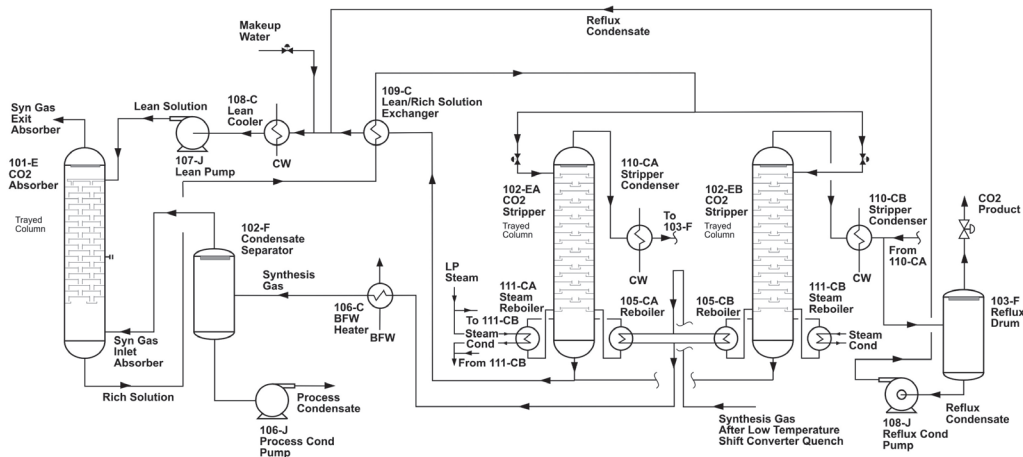 Makeup
Water
Reflux
Condensate
Syn Gas
Exit
Absorber
Lean Solution
108-C
Lean
Cooler
109-C
Lean/Rich Solution
Exchanger
107-J
Lean Pump
CW
101-E
CO2
Absorber
Trayed
Column
102-F
Condensate
Separator
Synthesis
Gas
106-C
BFW
Heater
BFW
Syn Gas
Inlet
Absorber
Rich Solution
Process
Condensate
106-J
Process Cond
Pump
102-EA
CO2
Stripper
Trayed
Column
110-CA
Stripper
Condenser
To
103-F
CW
LP
Steam
111-CA
Steam
Reboiler
To 111-CB
Steam
Cond
From 111-CB
105-CA
Reboiler
105-CB
Reboiler
102-EB
CO2
Stripper
Trayed
Column
110-CB
Stripper
Condenser
From
110-CA
CW
111-CB
Steam
Reboiler
Steam
Cond
CO2
Product
103-F
Reflux
Drum
Reflux
Condensate
108-J
Reflux Cond
Pump
Synthesis Gas
After Low Temperature
Shift Converter Quench